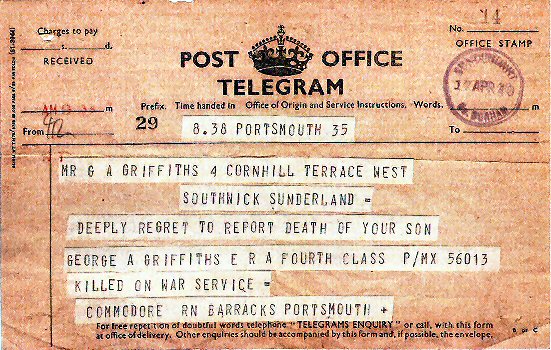 Charges to pay
s. d.
RECEIVED
POST OFFICE
TELEGRAM
No. 14
OFFICE STAMP
APR
DURHAM
Prefix. Time handed in Office of Origin and Service Instructions. Words.
m
m
29
8.38 PORTSMOUTH 35
From
To
MR G A GRIFFITHS 4 CORNHILL TERRACE WEST
SOUTHWICK SUNDERLAND =
DEEPLY REGRET TO REPORT DEATH OF YOUR SON
GEORGE A GRIFFITHS E R A FOURTH CLASS P/MX 56013
KILLED ON WAR SERVICE =
COMMODORE RN BARRACKS PORTSMOUTH +
For free repetition of doubtful words telephone "TELEGRAMS ENQUIRY" or call, with this form
at office of delivery. Other enquiries should be accompanied by this form and, if possible, the envelope.
B or C